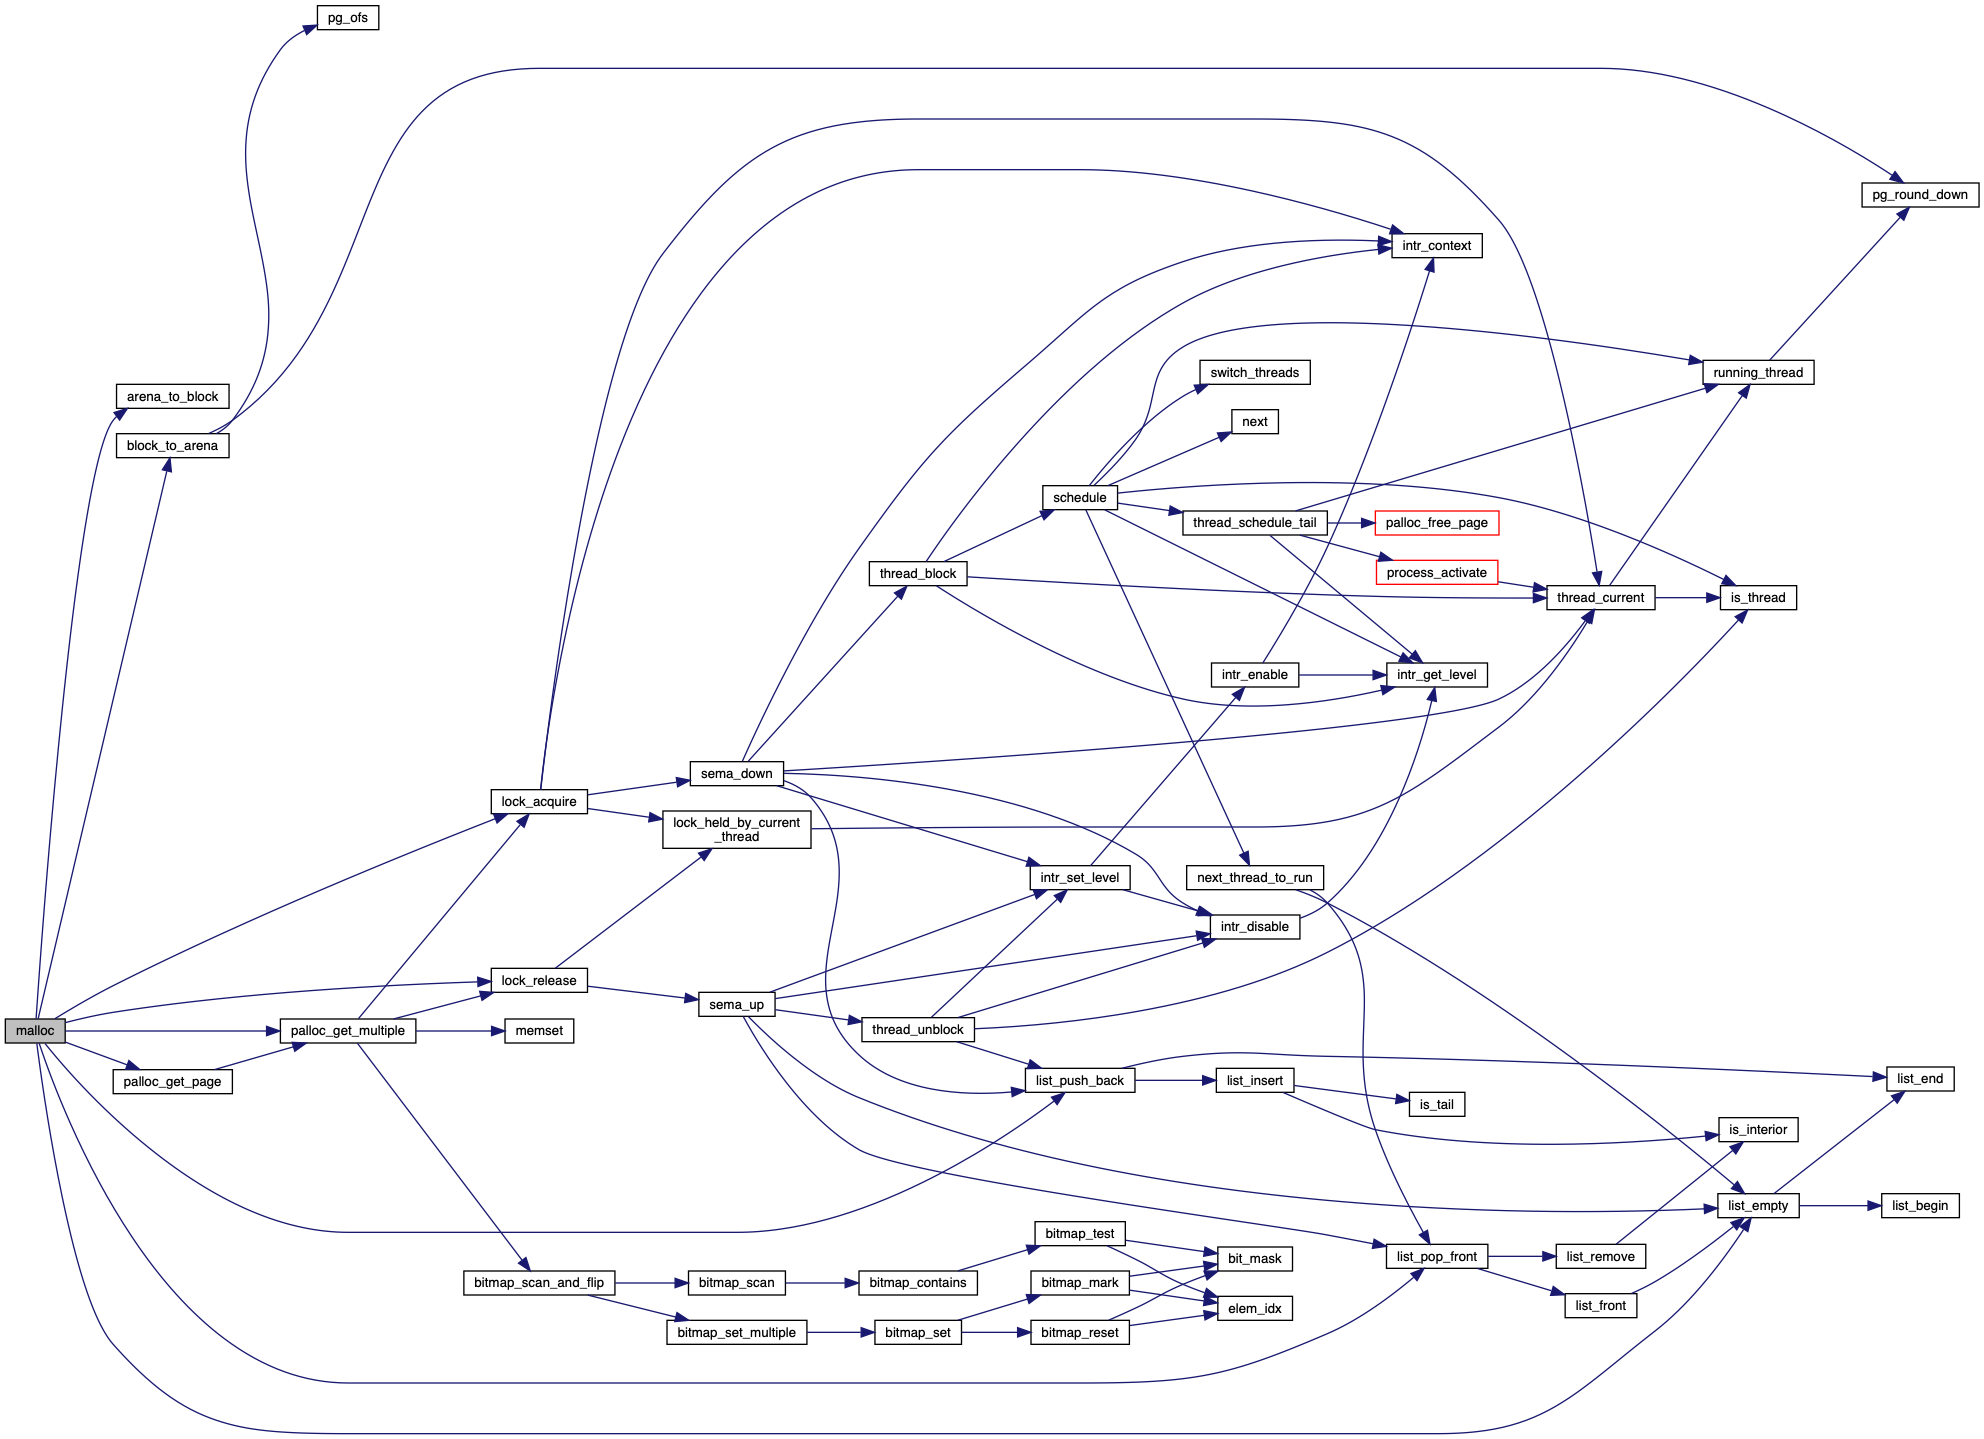 pg_ofs
pg_round_down
intr_context
switch_threads
running_thread
arena_to_block
next
block_to_arena
schedule
thread_schedule_tail
palloc_free_page
thread_block
process_activate
thread_current
is_thread
intr_enable
intr_get_level
sema_down
lock_acquire
lock_held_by_current
_thread
intr_set_level
next_thread_to_run
intr_disable
lock_release
sema_up
malloc
palloc_get_multiple
memset
thread_unblock
palloc_get_page
list_push_back
list_insert
list_end
is_tail
is_interior
list_empty
list_begin
bitmap_test
list_pop_front
list_remove
bit_mask
bitmap_scan_and_flip
bitmap_scan
bitmap_contains
bitmap_mark
list_front
elem_idx
bitmap_set_multiple
bitmap_set
bitmap_reset